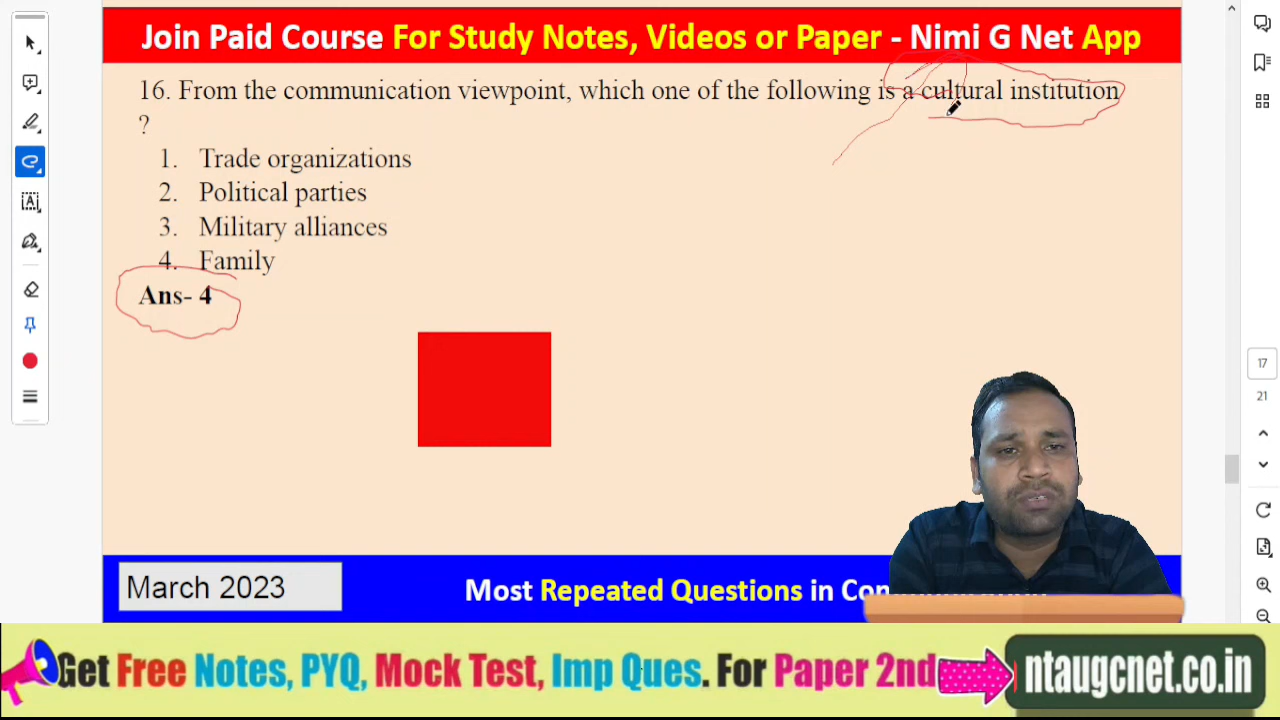 Join Paid Course For Study Notes, Videos or Paper - Nimi G Net App
16. From the communication viewpoint, which one of the following is a cultural institution
?
1. Trade organizations
2. Political parties
3. Military alliances
4. Family
Ans- 4
17
21
March 2023
Most Repeated Questions in
Get Free Notes, PYQ, Mock Test, Imp Ques. For Paper 2nd
ntaugcnet.co.in